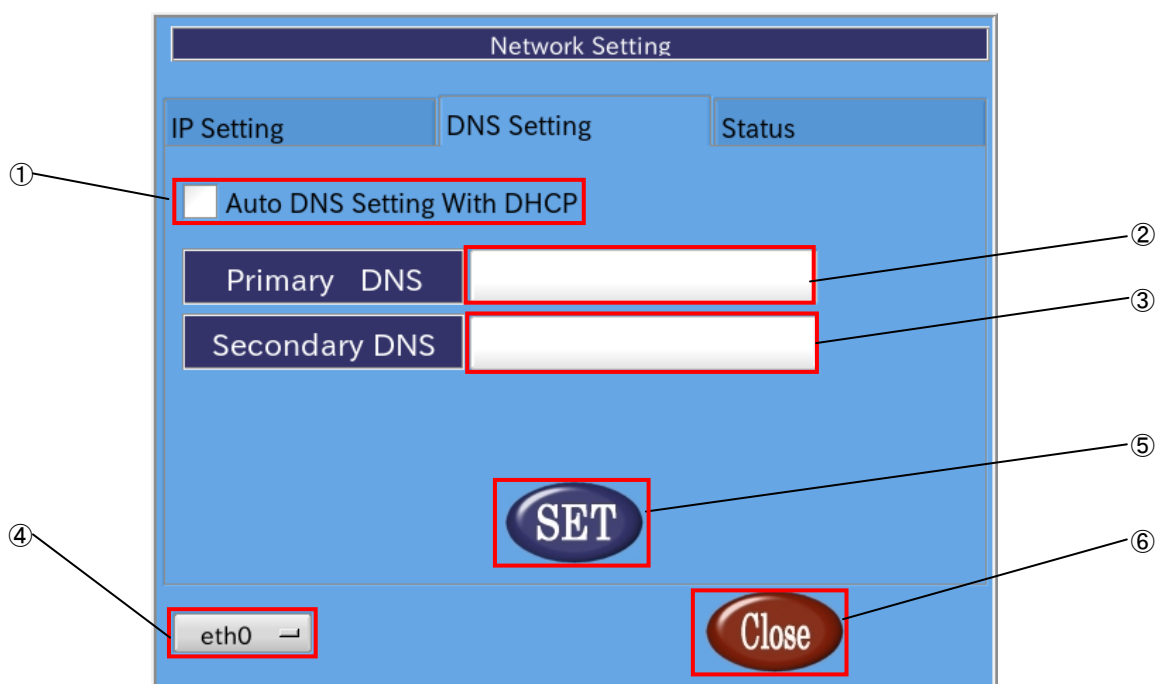 Network Setting
IP Setting DNS Setting Status
① Auto DNS Setting With DHCP
Primary DNS ②
Secondary DNS ③
SET ⑤
④ eth0 Close ⑥